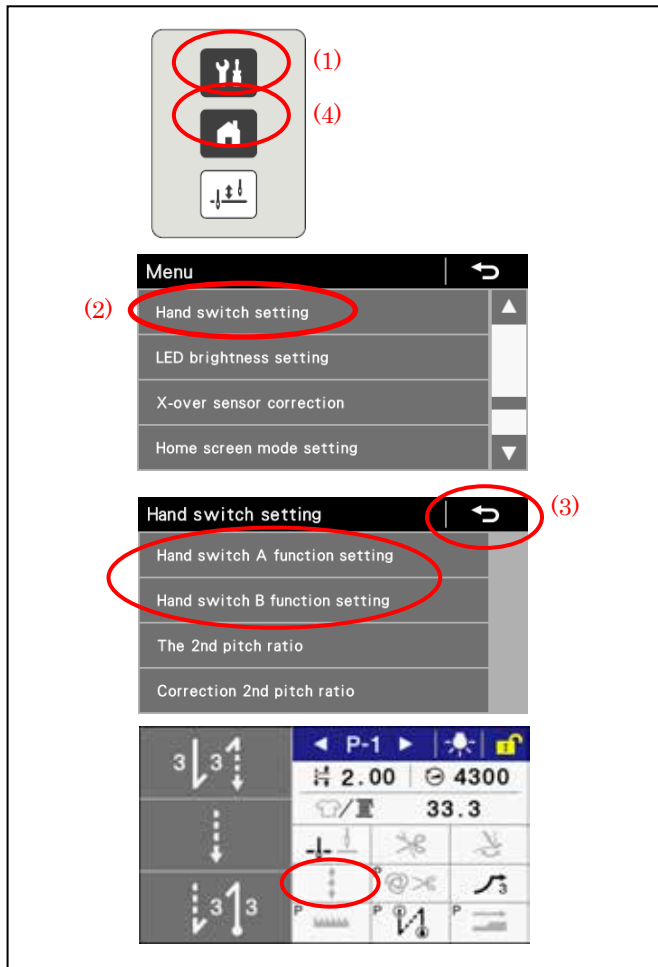 (1)
(4)
Menu
(2)
Hand switch setting
LED brightness setting
X-over sensor correction
Home screen mode setting
Hand switch setting
(3)
Hand switch A function setting
Hand switch B function setting
The 2nd pitch ratio
Correction 2nd pitch ratio
3 3 P-1
2.00 4300
33.3
P 3
3 3 P P P